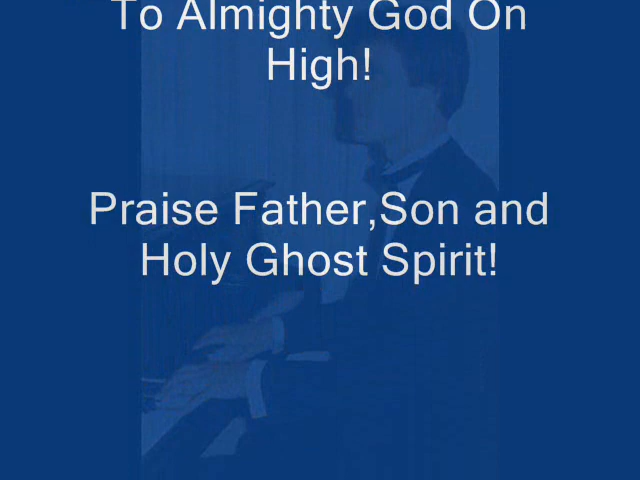 To Almighty God On
High!
Praise Father,Son and
Holy Ghost Spirit!